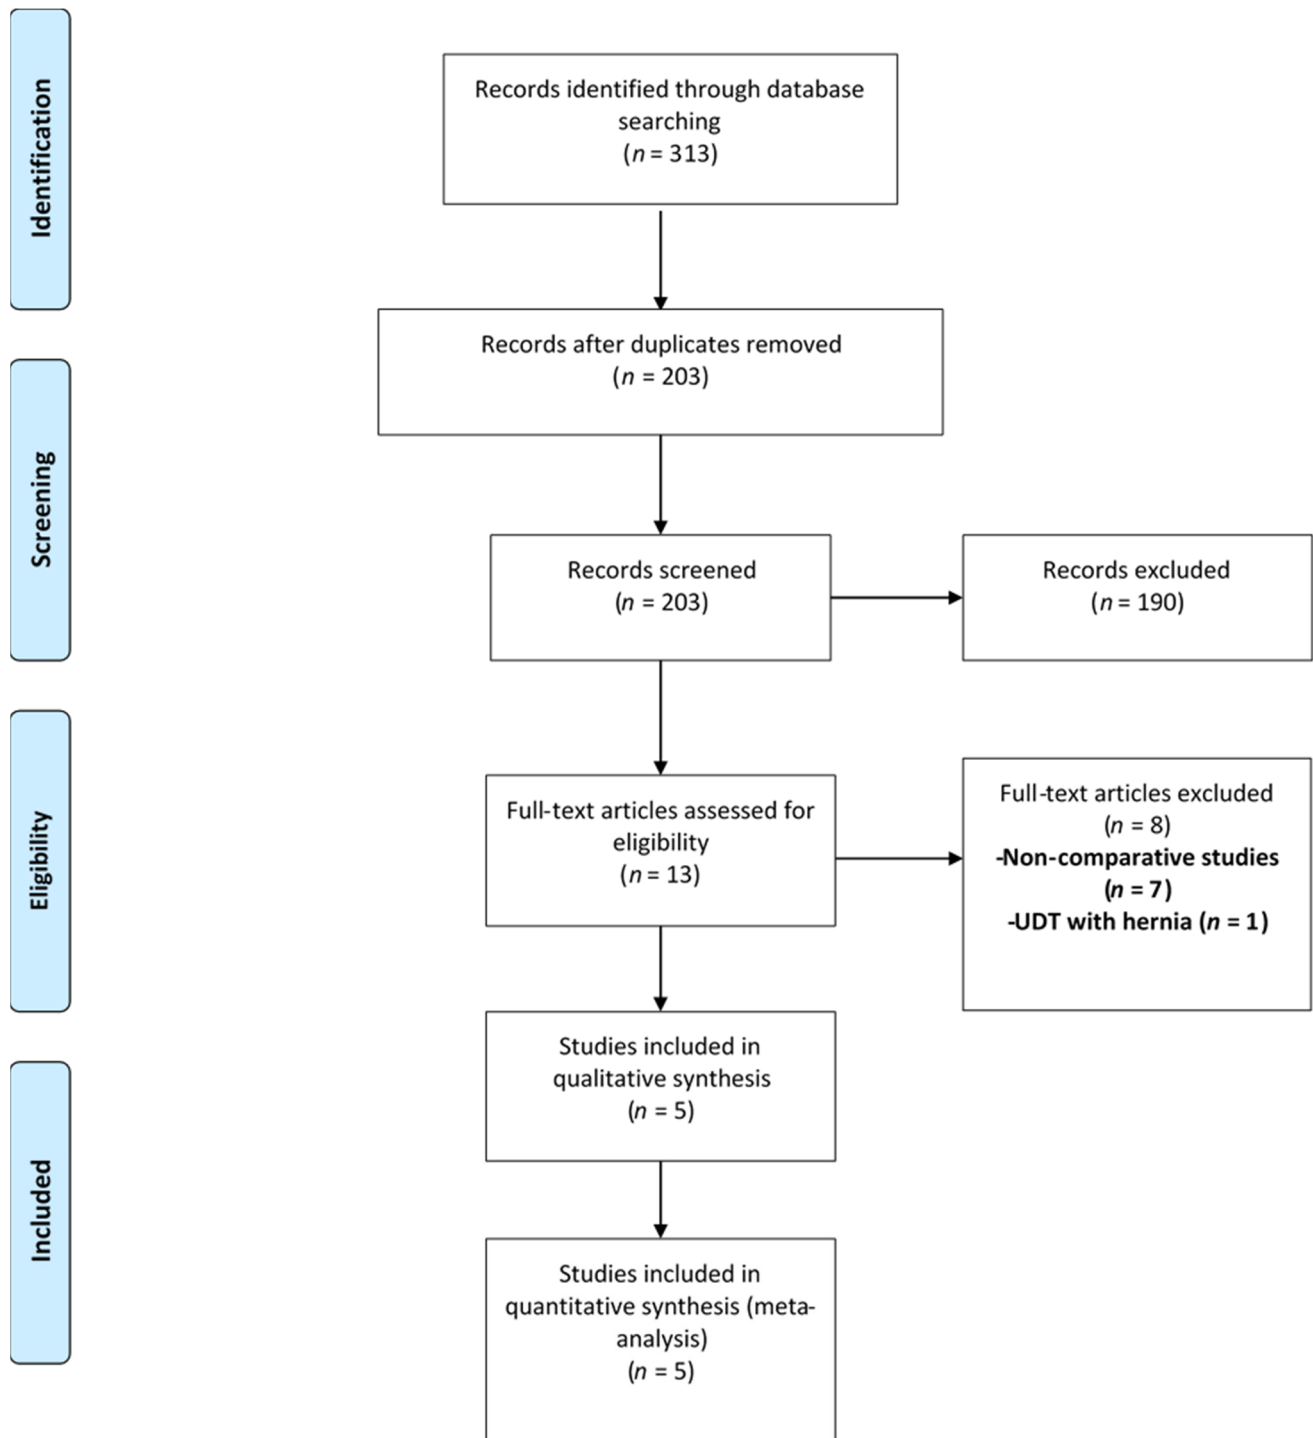 Identification
Records identified through database
searching
(n = 313)
Records after duplicates removed
(n = 203)
Screening
Records screened
(n = 203)
Records excluded
(n = 190)
Eligibility
Full-text articles assessed for
eligibility
(n = 13)
Full-text articles excluded
(n = 8)
-Non-comparative studies
(n = 7)
-UDT with hernia (n = 1)
Studies included in
qualitative synthesis
(n = 5)
Included
Studies included in
quantitative synthesis (meta-
analysis)
(n = 5)